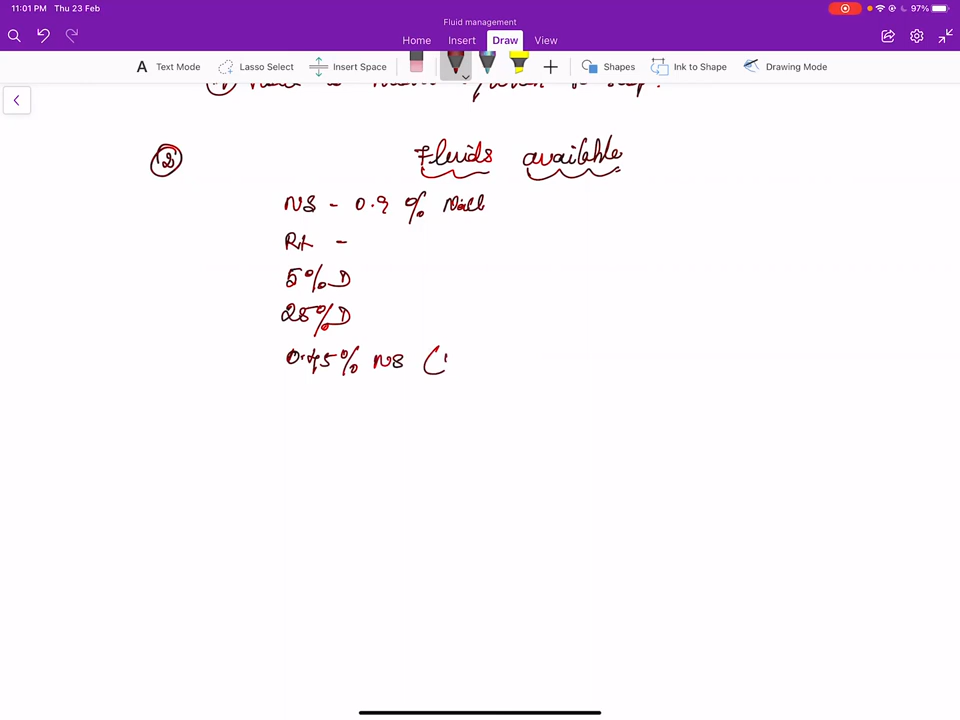 11:01 PM Thu 23 Feb 97%
Fluid management
Home Insert Draw View
A Text Mode Lasso Select Insert Space Shapes Ink to Shape Drawing Mode
② Fluids available
NS - 0.9 % NaCl
RL -
5% D
25% D
0.45% NS (